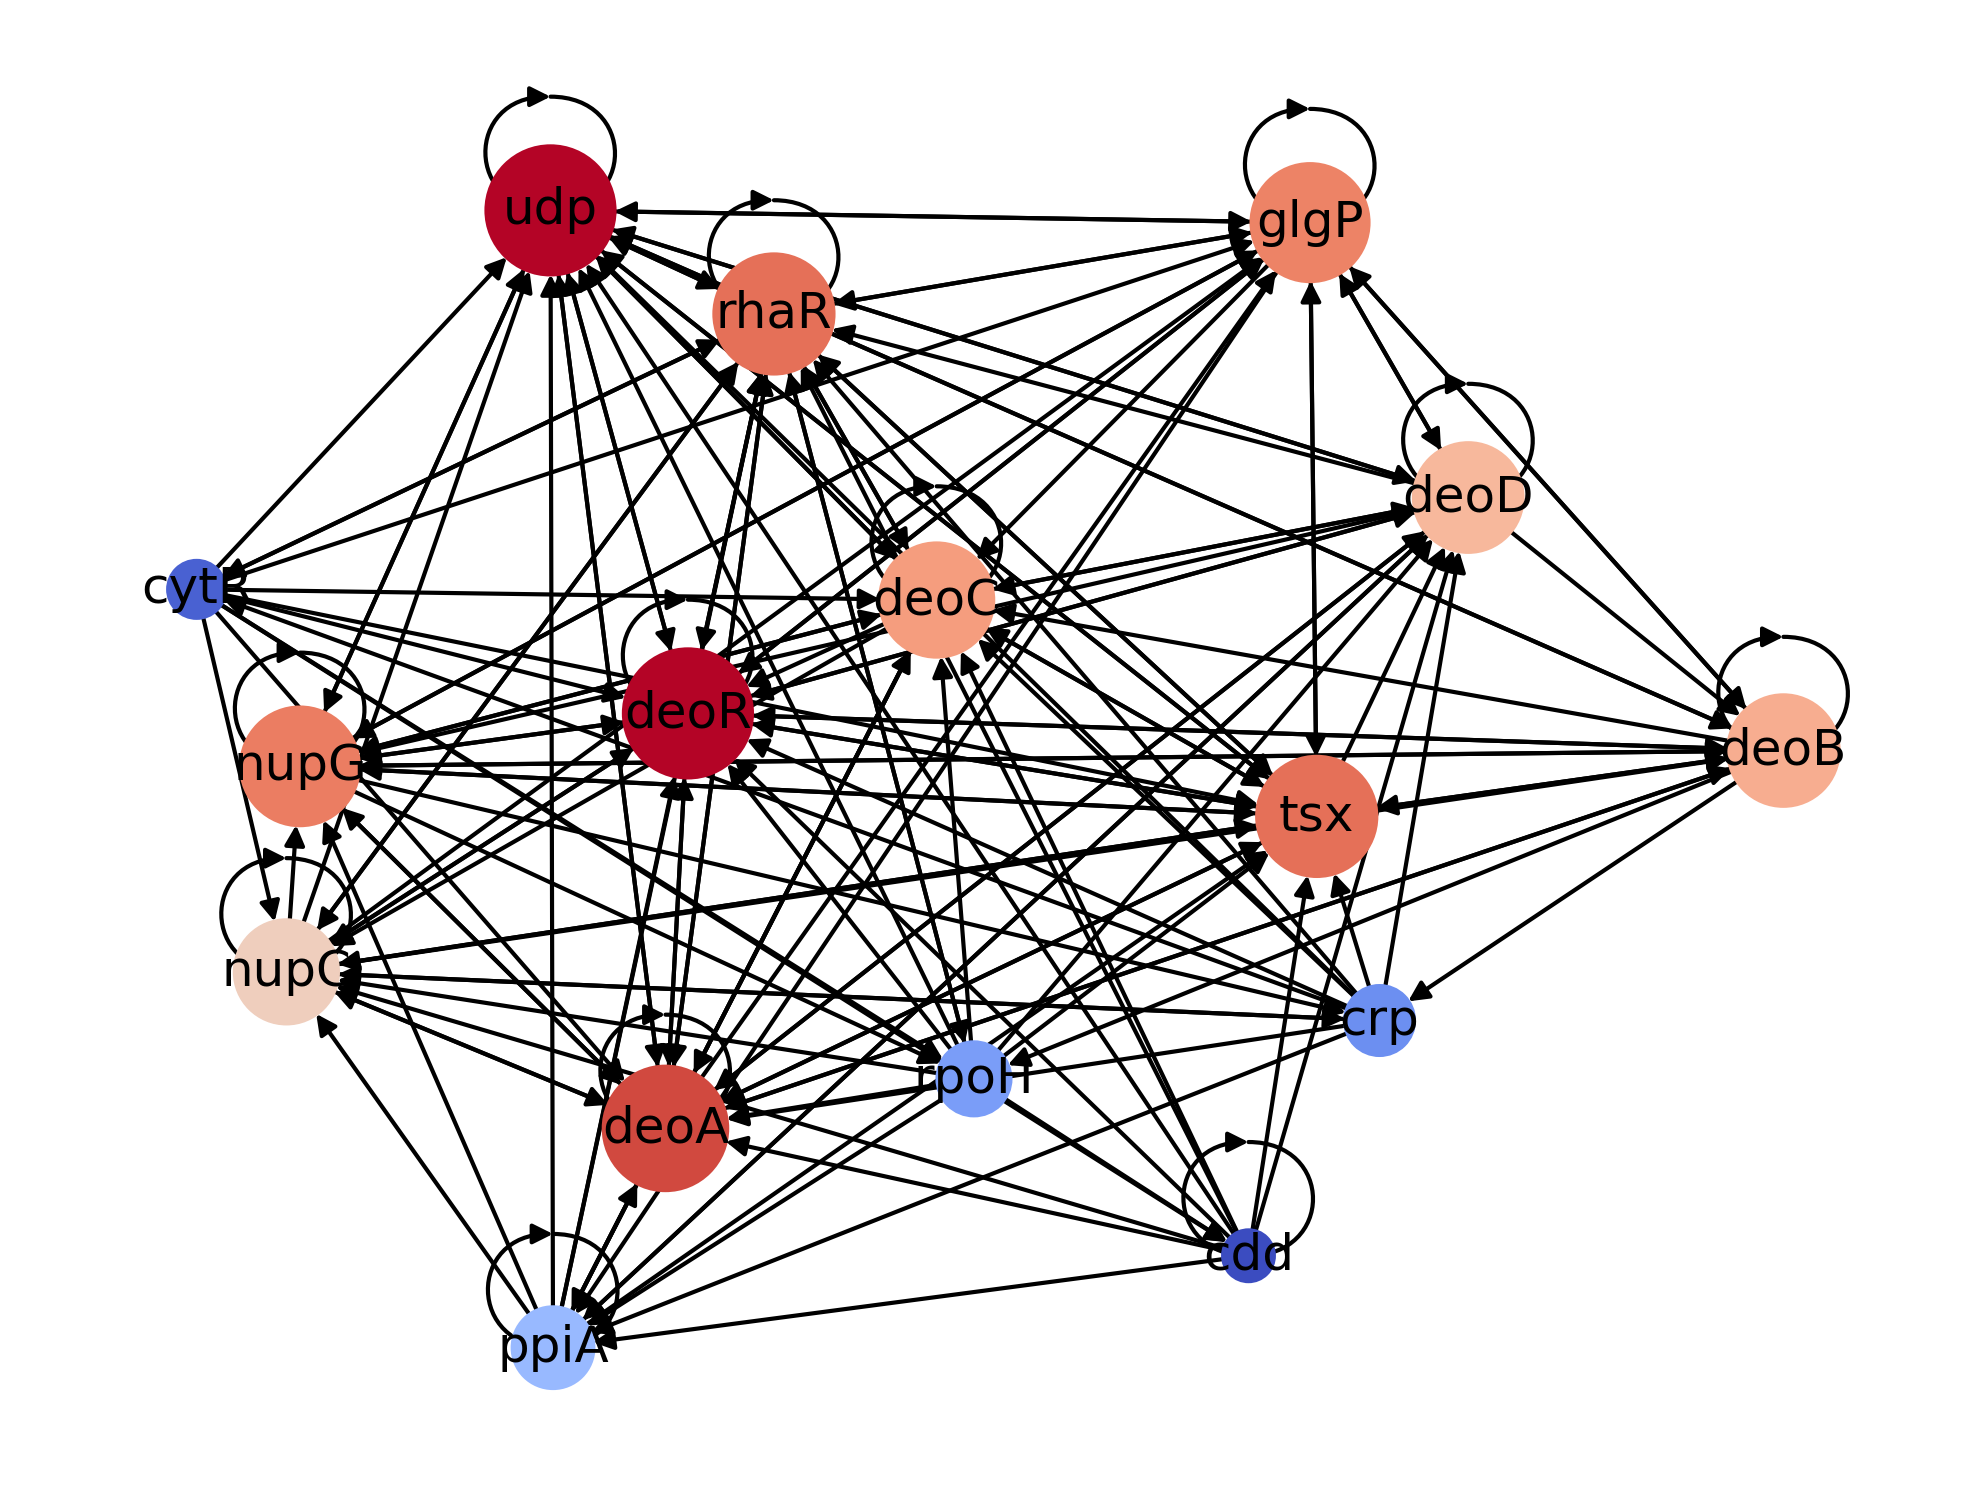 udp
glgP
rhaR
deoD
cytR
deoC
deoR
deoB
nupG
tsx
nupC
crp
rpoH
deoA
cdd
ppiA